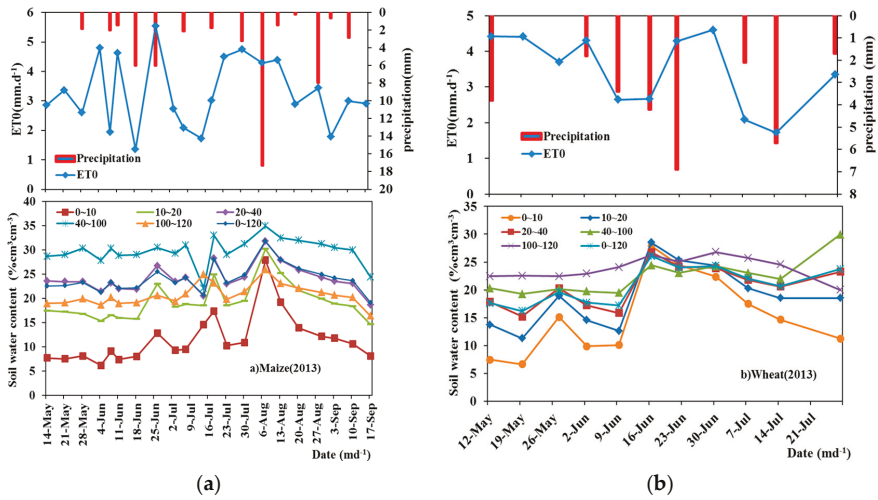 6
5
4
3
2
1
0
ET0(mm.d-1)
0
2
4
6
8
10
12
14
16
18
20
precipitation(mm)
Precipitation
ET0
40
35
30
25
20
15
10
5
0
Soil water content (%cm3cm-3)
0~10
10~20
20~40
40~100
100~120
0~120
a)Maize(2013)
14-May
21-May
28-May
4-Jun
11-Jun
18-Jun
25-Jun
2-Jul
9-Jul
16-Jul
23-Jul
30-Jul
6-Aug
13-Aug
20-Aug
27-Aug
3-Sep
10-Sep
17-Sep
Date (md-1)
(a)
5
4
3
2
1
0
ET0(mm.d-1)
0
1
2
3
4
5
6
7
8
precipitation(mm)
Precipitation
ET0
35
30
25
20
15
10
5
0
Soil water content (%cm3cm-3)
0~10
10~20
20~40
40~100
100~120
0~120
b)Wheat(2013)
12-May
19-May
26-May
2-Jun
9-Jun
16-Jun
23-Jun
30-Jun
7-Jul
14-Jul
21-Jul
Date (md-1)
(b)